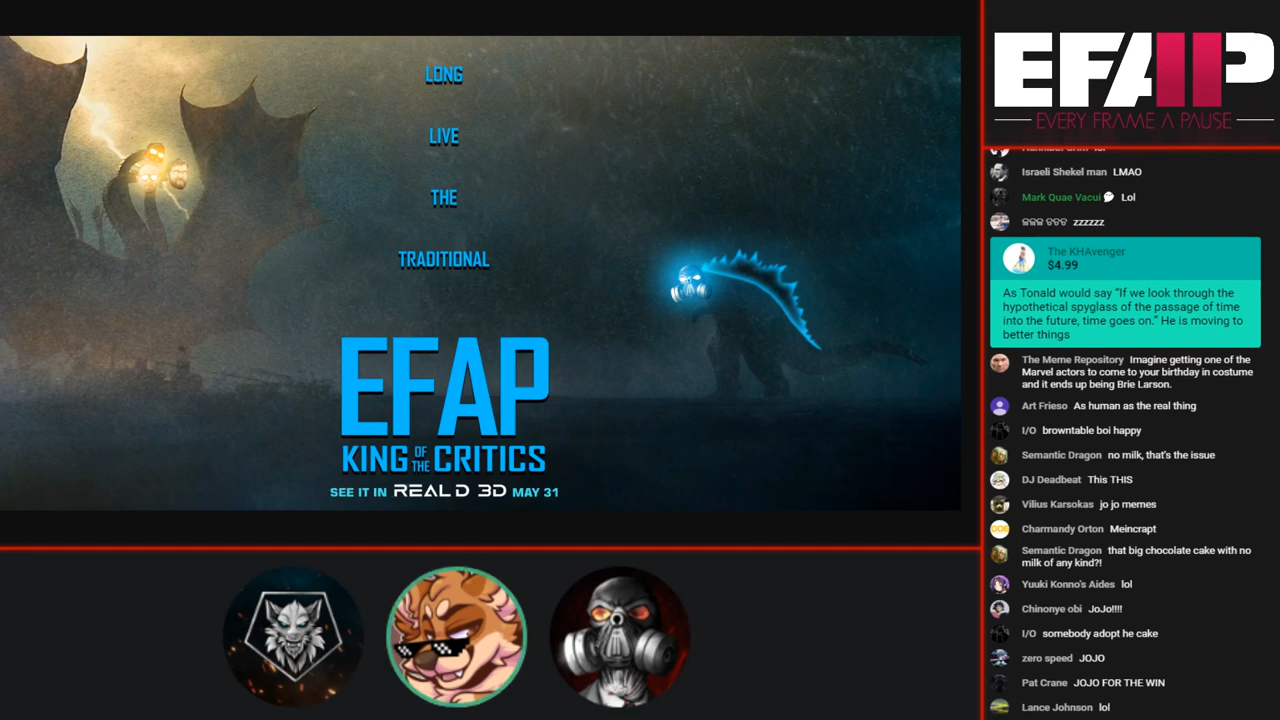 LONG
LIVE
THE
TRADITIONAL
EFAP
KING OF THE CRITICS
SEE IT IN REAL D 3D MAY 31
EFAP
EVERY FRAME A PAUSE
Israeli Shekel man LMAO
Mark Quae Vacui Lol
zzzzzz
The KHAvenger
$4.99
As Tonald would say “If we look through the
hypothetical spyglass of the passage of time
into the future, time goes on.” He is moving to
better things
The Meme Repository Imagine getting one of the
Marvel actors to come to your birthday in costume
and it ends up being Brie Larson.
Art Frieso As human as the real thing
I/O browntable boi happy
Semantic Dragon no milk, that's the issue
DJ Deadbeat This THIS
Vilius Karsokas jo jo memes
Charmandy Orton Meincrapt
Semantic Dragon that big chocolate cake with no
milk of any kind?!
Yuuki Konno's Aides lol
Chinonye obi JoJo!!!!
I/O somebody adopt he cake
zero speed JOJO
Pat Crane JOJO FOR THE WIN
Lance Johnson lol